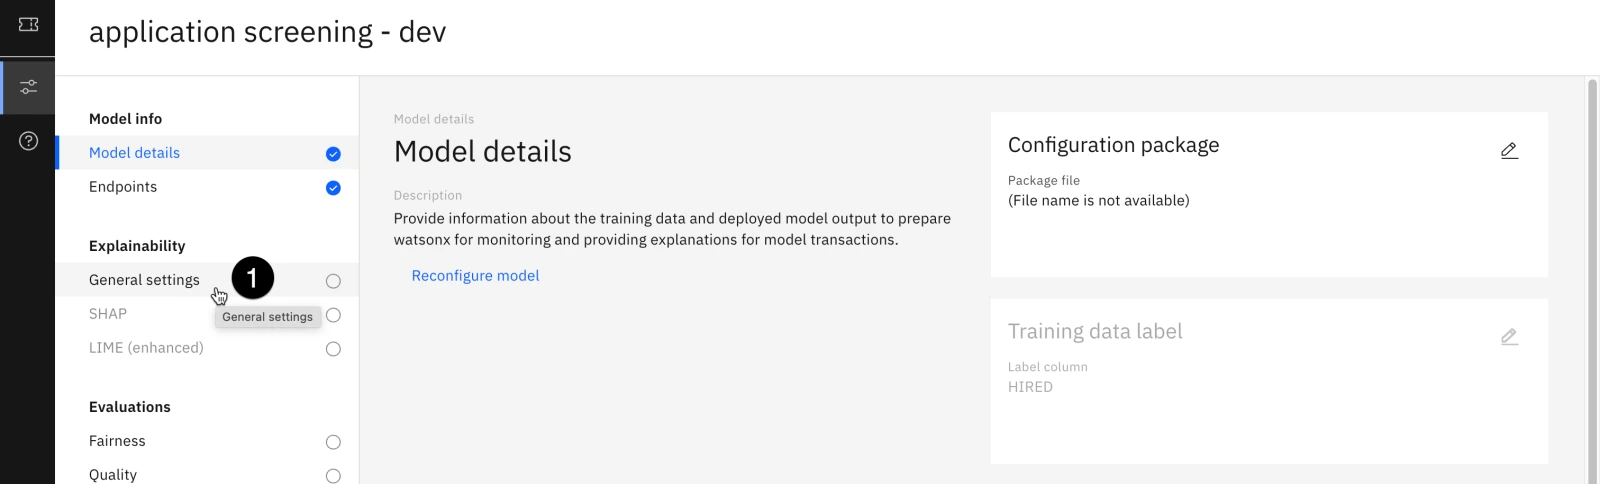 application screening - dev
Model info
Model details
Endpoints
Explainability
General settings
1
General settings
SHAP
LIME (enhanced)
Evaluations
Fairness
Quality
Model details
Model details
Description
Provide information about the training data and deployed model output to prepare
watsonx for monitoring and providing explanations for model transactions.
Reconfigure model
Configuration package
Package file
(File name is not available)
Training data label
Label column
HIRED